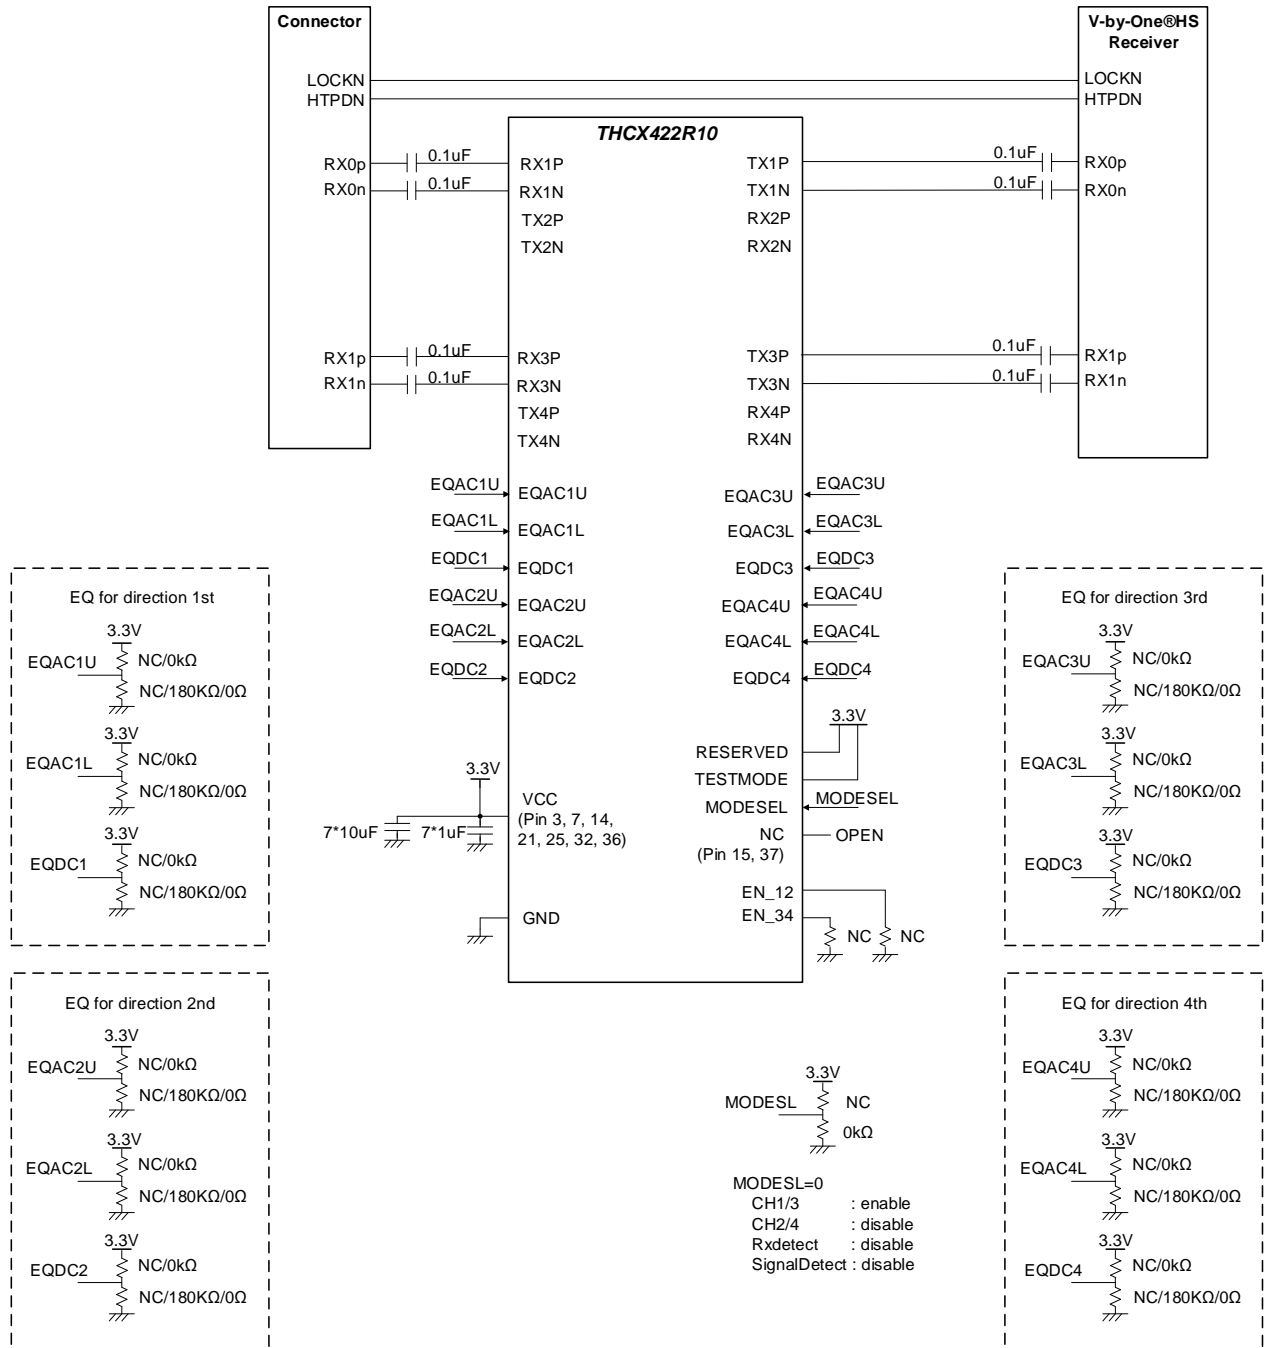 Connector
LOCKN
HTPDN
RX0p
RX0n
RX1p
RX1n
V-by-One®HS
Receiver
LOCKN
HTPDN
RX0p
RX0n
RX1p
RX1n
0.1uF
0.1uF
0.1uF
0.1uF
0.1uF
0.1uF
0.1uF
0.1uF
THCX422R10
RX1P
RX1N
TX2P
TX2N
RX3P
RX3N
TX4P
TX4N
TX1P
TX1N
RX2P
RX2N
TX3P
TX3N
RX4P
RX4N
EQAC1U EQAC1U
EQAC1L EQAC1L
EQDC1 EQDC1
EQAC2U EQAC2U
EQAC2L EQAC2L
EQDC2 EQDC2
EQAC3U EQAC3U
EQAC3L EQAC3L
EQDC3 EQDC3
EQAC4U EQAC4U
EQAC4L EQAC4L
EQDC4 EQDC4
3.3V
RESERVED
TESTMODE
MODESEL MODESEL
NC OPEN
(Pin 15, 37)
EN_12
EN_34
NC NC
3.3V
VCC
(Pin 3, 7, 14,
21, 25, 32, 36)
7*10uF 7*1uF
GND
EQ for direction 1st
3.3V
EQAC1U NC/0kΩ
NC/180KΩ/0Ω
3.3V
EQAC1L NC/0kΩ
NC/180KΩ/0Ω
3.3V
EQDC1 NC/0kΩ
NC/180KΩ/0Ω
EQ for direction 2nd
3.3V
EQAC2U NC/0kΩ
NC/180KΩ/0Ω
3.3V
EQAC2L NC/0kΩ
NC/180KΩ/0Ω
3.3V
EQDC2 NC/0kΩ
NC/180KΩ/0Ω
EQ for direction 3rd
3.3V
EQAC3U NC/0kΩ
NC/180KΩ/0Ω
3.3V
EQAC3L NC/0kΩ
NC/180KΩ/0Ω
3.3V
EQDC3 NC/0kΩ
NC/180KΩ/0Ω
EQ for direction 4th
3.3V
EQAC4U NC/0kΩ
NC/180KΩ/0Ω
3.3V
EQAC4L NC/0kΩ
NC/180KΩ/0Ω
3.3V
EQDC4 NC/0kΩ
NC/180KΩ/0Ω
3.3V
MODESL NC
0kΩ
MODESL=0
CH1/3 : enable
CH2/4 : disable
Rxdetect : disable
SignalDetect : disable